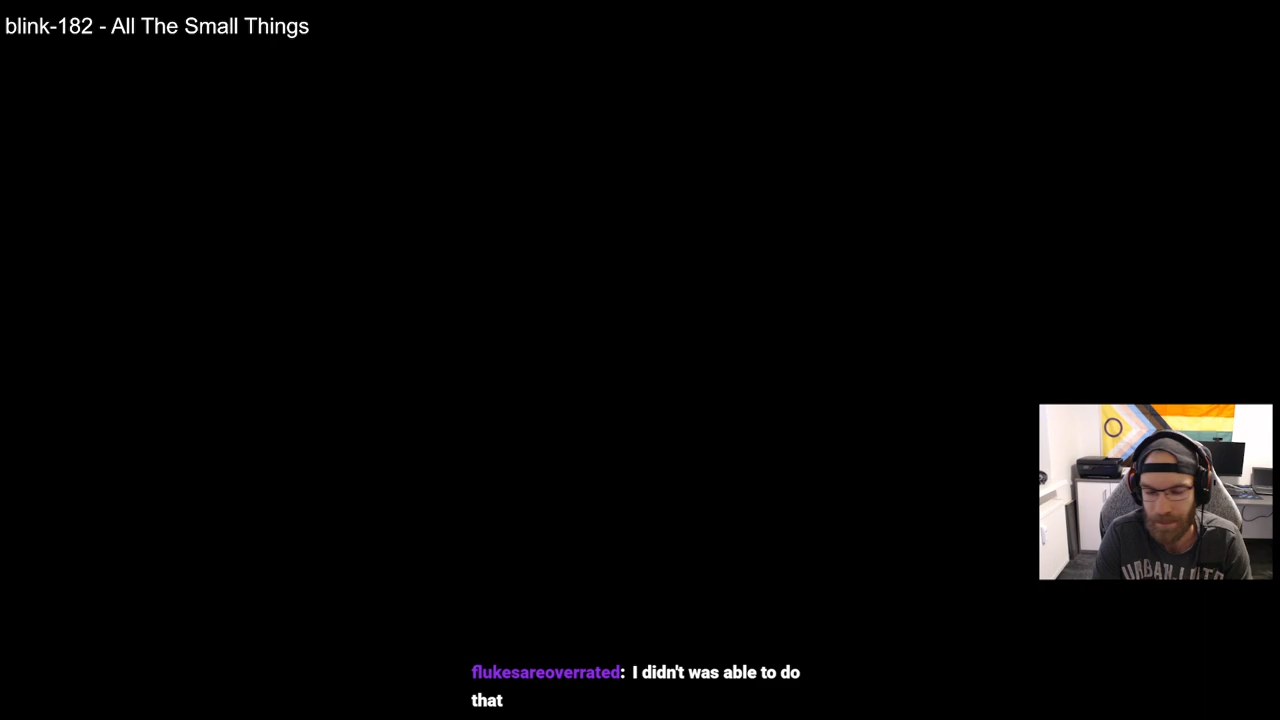 blink-182 - All The Small Things
flukesareoverrated: I didn't was able to do
that